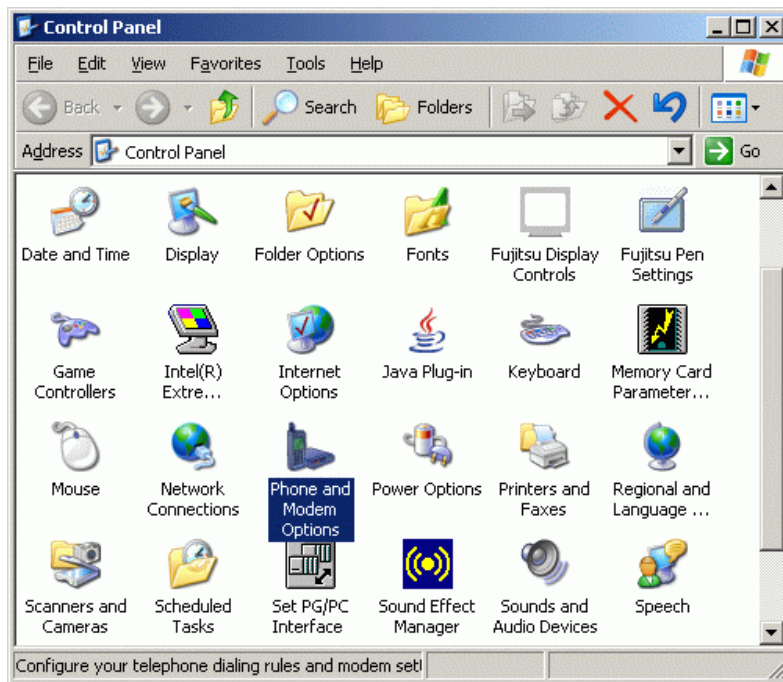 Control Panel
File Edit View Favorites Tools Help
Back Search Folders
Address Control Panel Go
Date and Time Display Folder Options Fonts Fujitsu Display Fujitsu Pen
Controls Settings
Game Intel(R) Internet Java Plug-in Keyboard Memory Card
Controllers Extre... Options Parameter...
Mouse Network Phone and Power Options Printers and Regional and
Connections Modem Faxes Language ...
Options
Scanners and Scheduled Set PG/PC Sound Effect Sounds and Speech
Cameras Tasks Interface Manager Audio Devices
Configure your telephone dialing rules and modem set